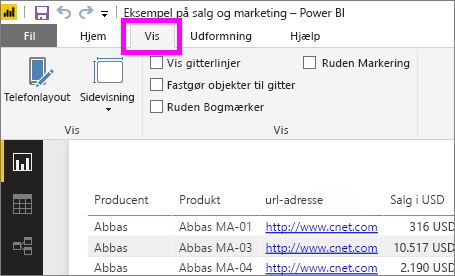 Eksempel på salg og marketing – Power BI
Fil Hjem Vis Udformning Hjælp
Telefonlayout Sidevisning
Vis gitterlinjer Ruden Markering
Fastgør objekter til gitter
Ruden Bogmærker
Vis Vis
Producent Produkt url-adresse Salg i USD
Abbas Abbas MA-01 http://www.cnet.com 316 USD
Abbas Abbas MA-03 http://www.cnet.com 10.517 USD
Abbas Abbas MA-04 http://www.cnet.com 2.190 USD